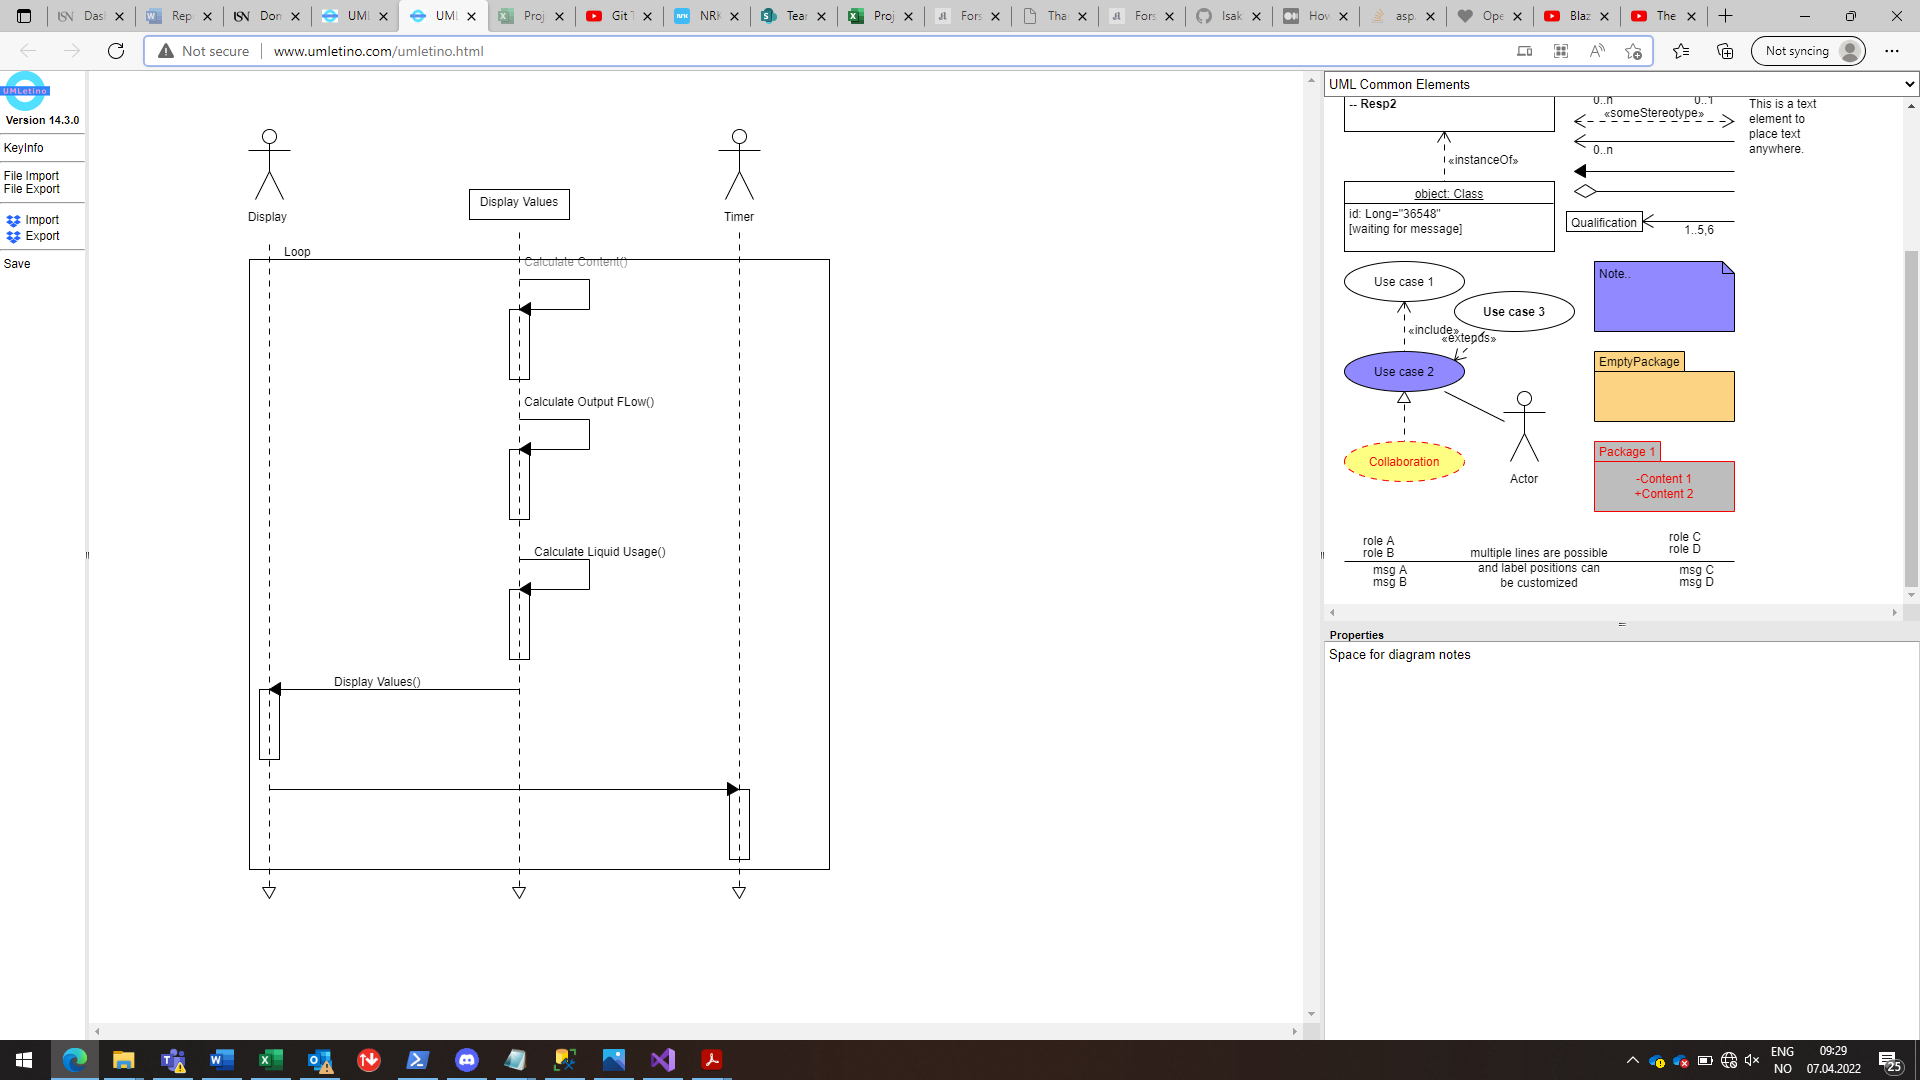 Das
Rep
Don
UML
UML
Proj
Git T
NRK
Tear
Proj
Fors
Fors
Isak
How
asp.
Ope
Blaz
The
Not secure
www.umletino.com/umletino.html
Not syncing
UMLetino
Version 14.3.0
KeyInfo
File Import
File Export
Import
Export
Save
Display
Display Values
Timer
Loop
Calculate Content()
Calculate Output FLow()
Calculate Liquid Usage()
Display Values()
UML Common Elements
-- Resp2
0..n
0..1
«someStereotype»
0..n
This is a text
element to
place text
anywhere.
«instanceOf»
object: Class
id: Long="36548"
[waiting for message]
Qualification
1..5,6
Use case 1
Use case 3
«include»
«extends»
Use case 2
Collaboration
Actor
Note..
EmptyPackage
Package 1
-Content 1
+Content 2
role A
role B
msg A
msg B
multiple lines are possible
and label positions can
be customized
role C
role D
msg C
msg D
Properties
Space for diagram notes
ENG
NO
09:29
07.04.2022
25